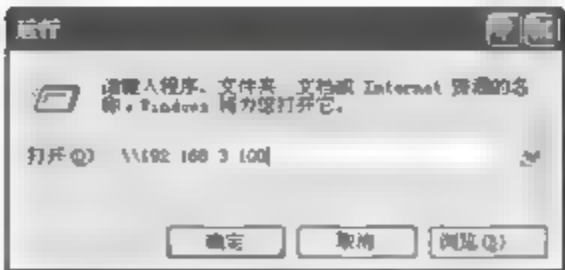 运行
请键入程序、文件夹、文档或 Internet 资源的名
称，Windows 将为您打开它。
打开(O) \\192 168 3 100
确定 取消 浏览(B)